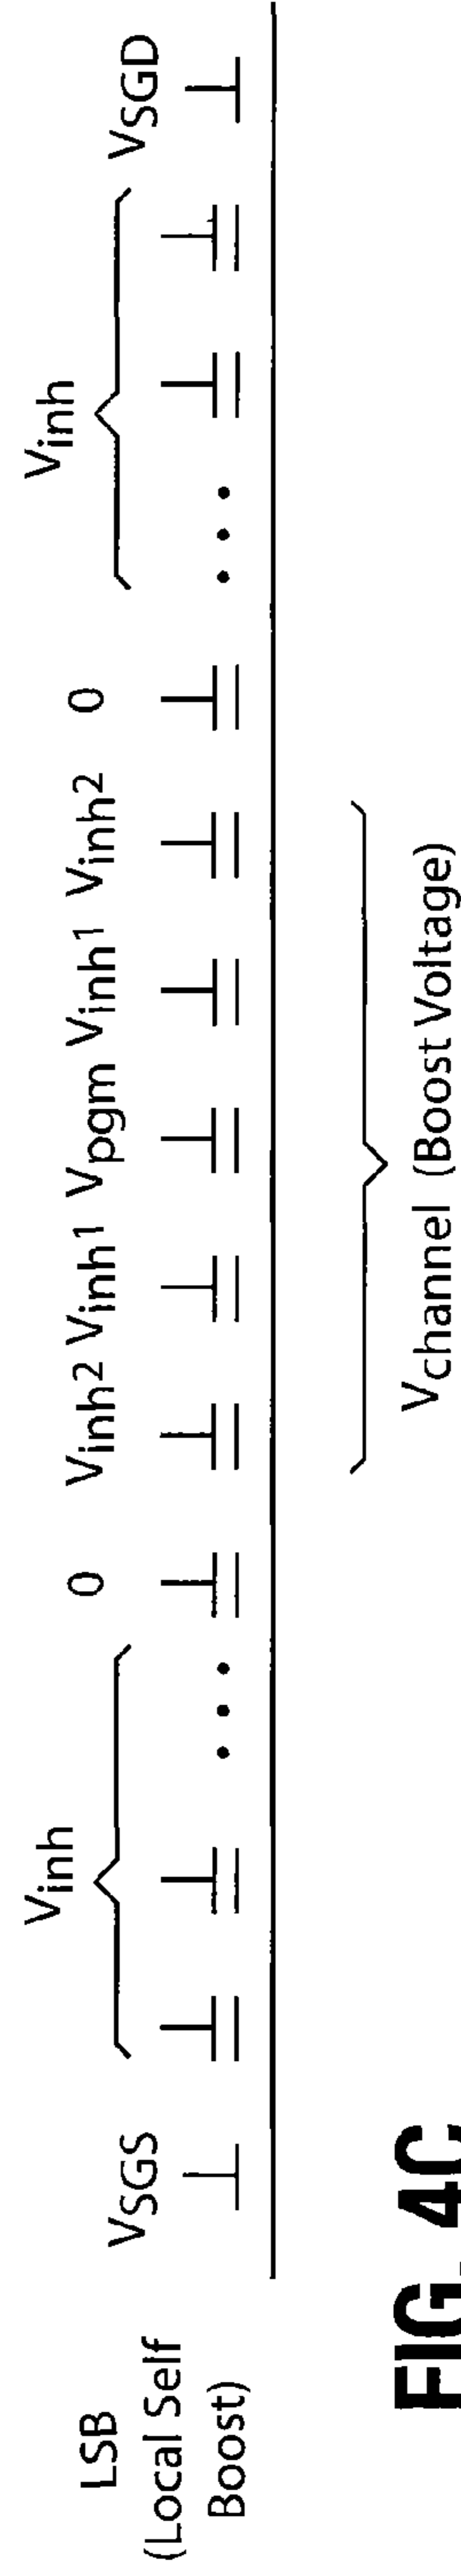 LSB
(Local Self
Boost)
VSGS
Vinh
0
Vinh2
Vinh1
Vpgm
Vinh1
Vinh2
0
Vinh
VSGD
Vchannel (Boost Voltage)
FIG. 4C